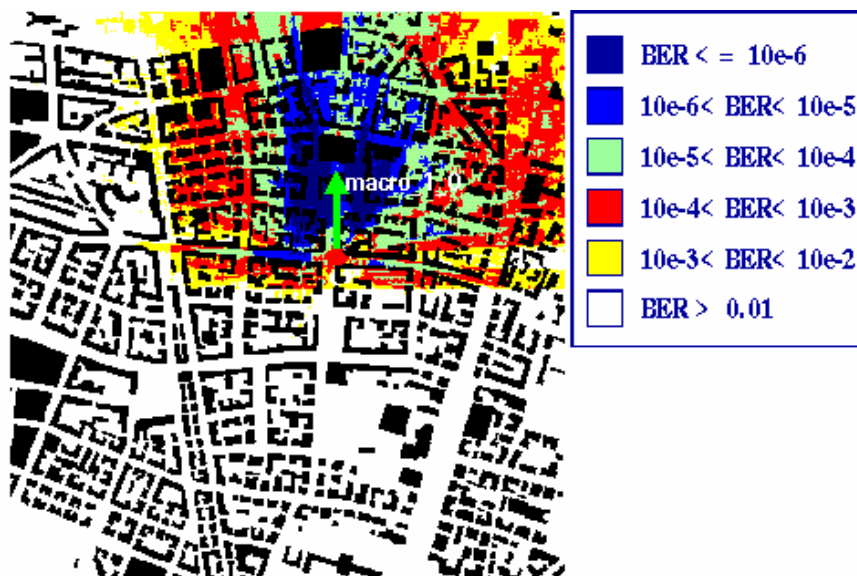 macro_1_0
BER < = 10e-6
10e-6< BER< 10e-5
10e-5< BER< 10e-4
10e-4< BER< 10e-3
10e-3< BER< 10e-2
BER > 0.01